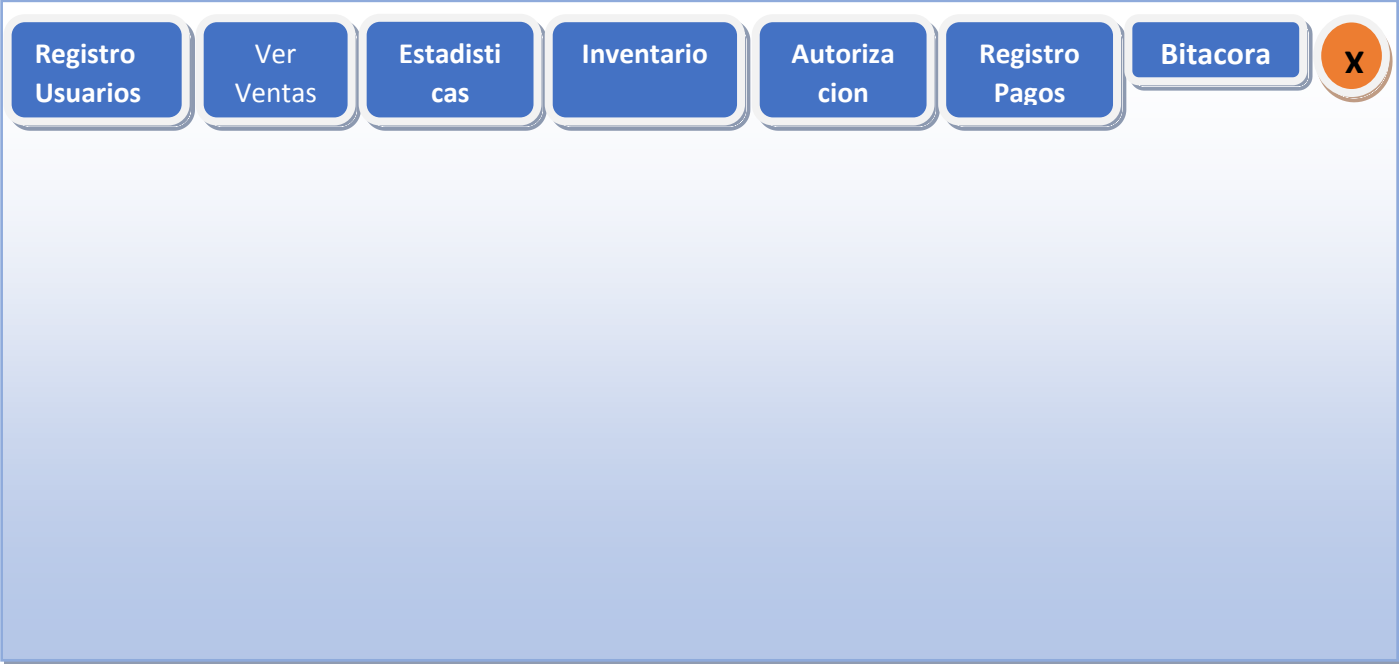 Registro
Usuarios
Ver
Ventas
Estadisti
cas
Inventario
Autoriza
cion
Registro
Pagos
Bitacora
X